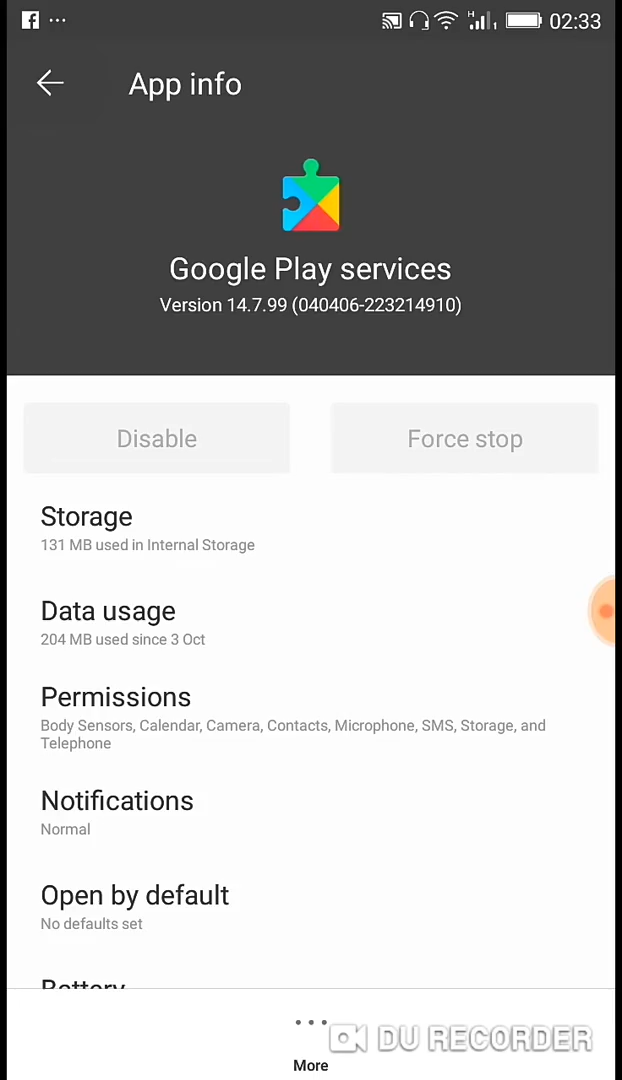 02:33
App info
Google Play services
Version 14.7.99 (040406-223214910)
Disable
Force stop
Storage
131 MB used in Internal Storage
Data usage
204 MB used since 3 Oct
Permissions
Body Sensors, Calendar, Camera, Contacts, Microphone, SMS, Storage, and
Telephone
Notifications
Normal
Open by default
No defaults set
Battery
DU RECORDER
More